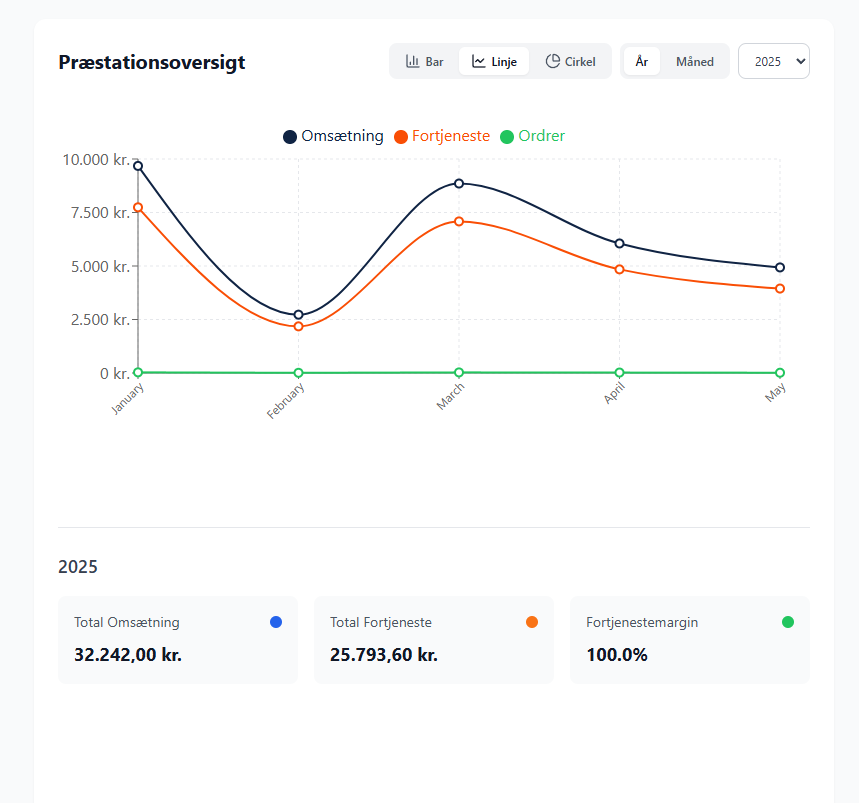 Præstationsoversigt
Bar Linje Cirkel År Måned 2025
Omsætning Fortjeneste Ordrer
10.000 kr.
7.500 kr.
5.000 kr.
2.500 kr.
0 kr.
January February March April May
2025
Total Omsætning Total Fortjeneste Fortjenestemargin
32.242,00 kr. 25.793,60 kr. 100.0%